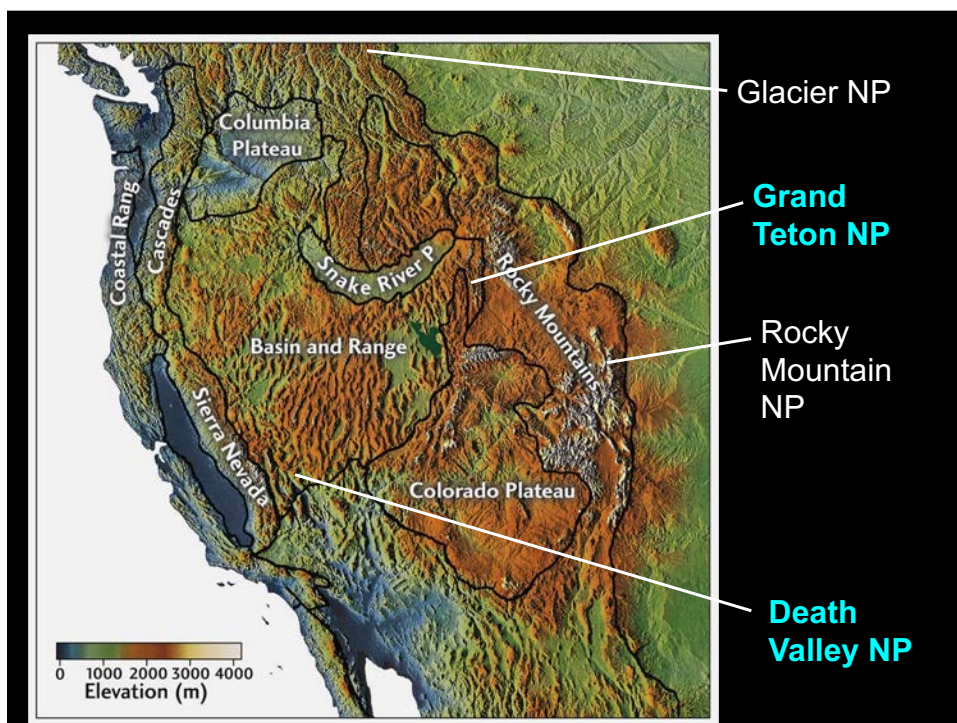 Glacier NP
Columbia
Plateau
Grand
Teton NP
Coastal Rang
Cascades
Snake River P
Rocky Mountains
Basin and Range
Rocky
Mountain
NP
Sierra Nevada
Colorado Plateau
Death
Valley NP
0 1000 2000 3000 4000
Elevation (m)